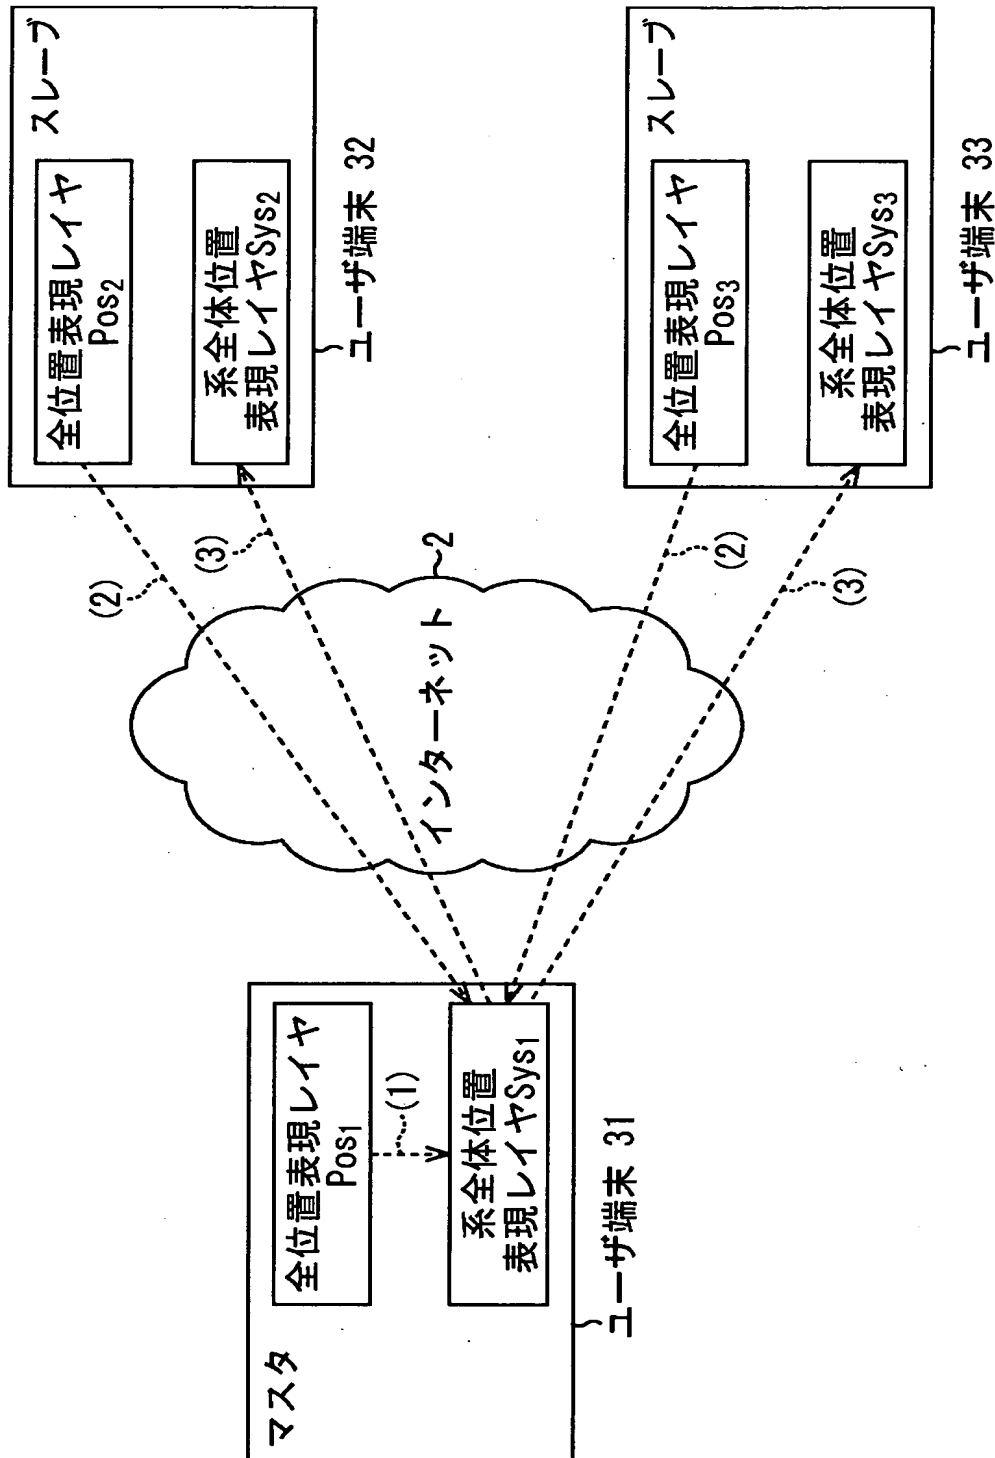 マスタ
全位置表現レイヤ
Pos1
(1)
系全体位置
表現レイヤSys1
ユーザ端末 31
インターネット
2
(2)
(3)
(2)
(3)
スレーブ
全位置表現レイヤ
Pos2
系全体位置
表現レイヤSys2
ユーザ端末 32
スレーブ
全位置表現レイヤ
Pos3
系全体位置
表現レイヤSys3
ユーザ端末 33